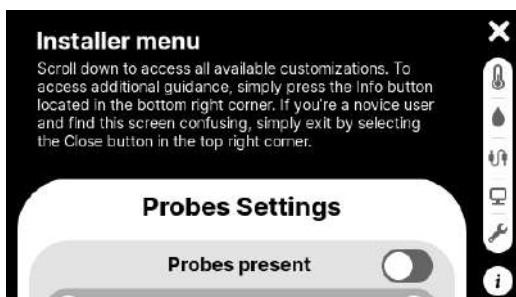 Installer menu
Scroll down to access all available customizations. To
access additional guidance, simply press the Info button
located in the bottom right corner. If you're a novice user
and find this screen confusing, simply exit by selecting
the Close button in the top right corner.
Probes Settings
Probes present
i